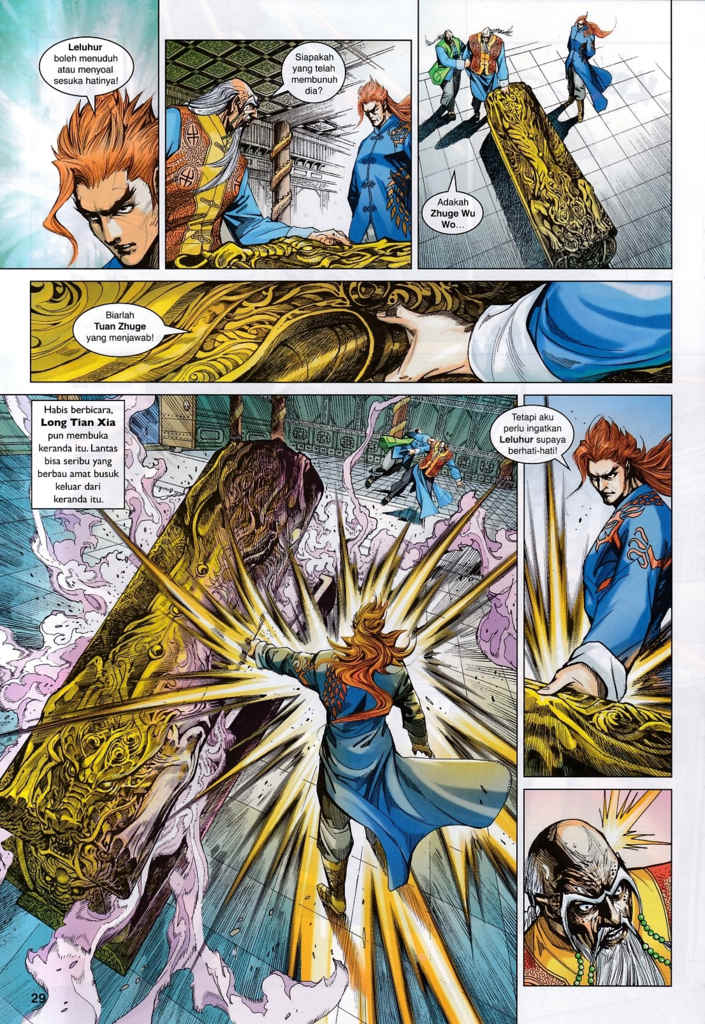 Leluhur
boleh menuduh
atau menyoal
sesuka hatinya!
Siapakah
yang telah
membunuh
dia?
Adakah
Zhuge Wu
Wo...
Biarlah
Tuan Zhuge
yang menjawab!
Habis berbicara,
Long Tian Xia
pun membuka
keranda itu. Lantas
bisa seribu yang
berbau amat busuk
keluar dari
keranda itu.
Tetapi aku
perlu ingatkan
Leluhur supaya
berhati-hati!
29